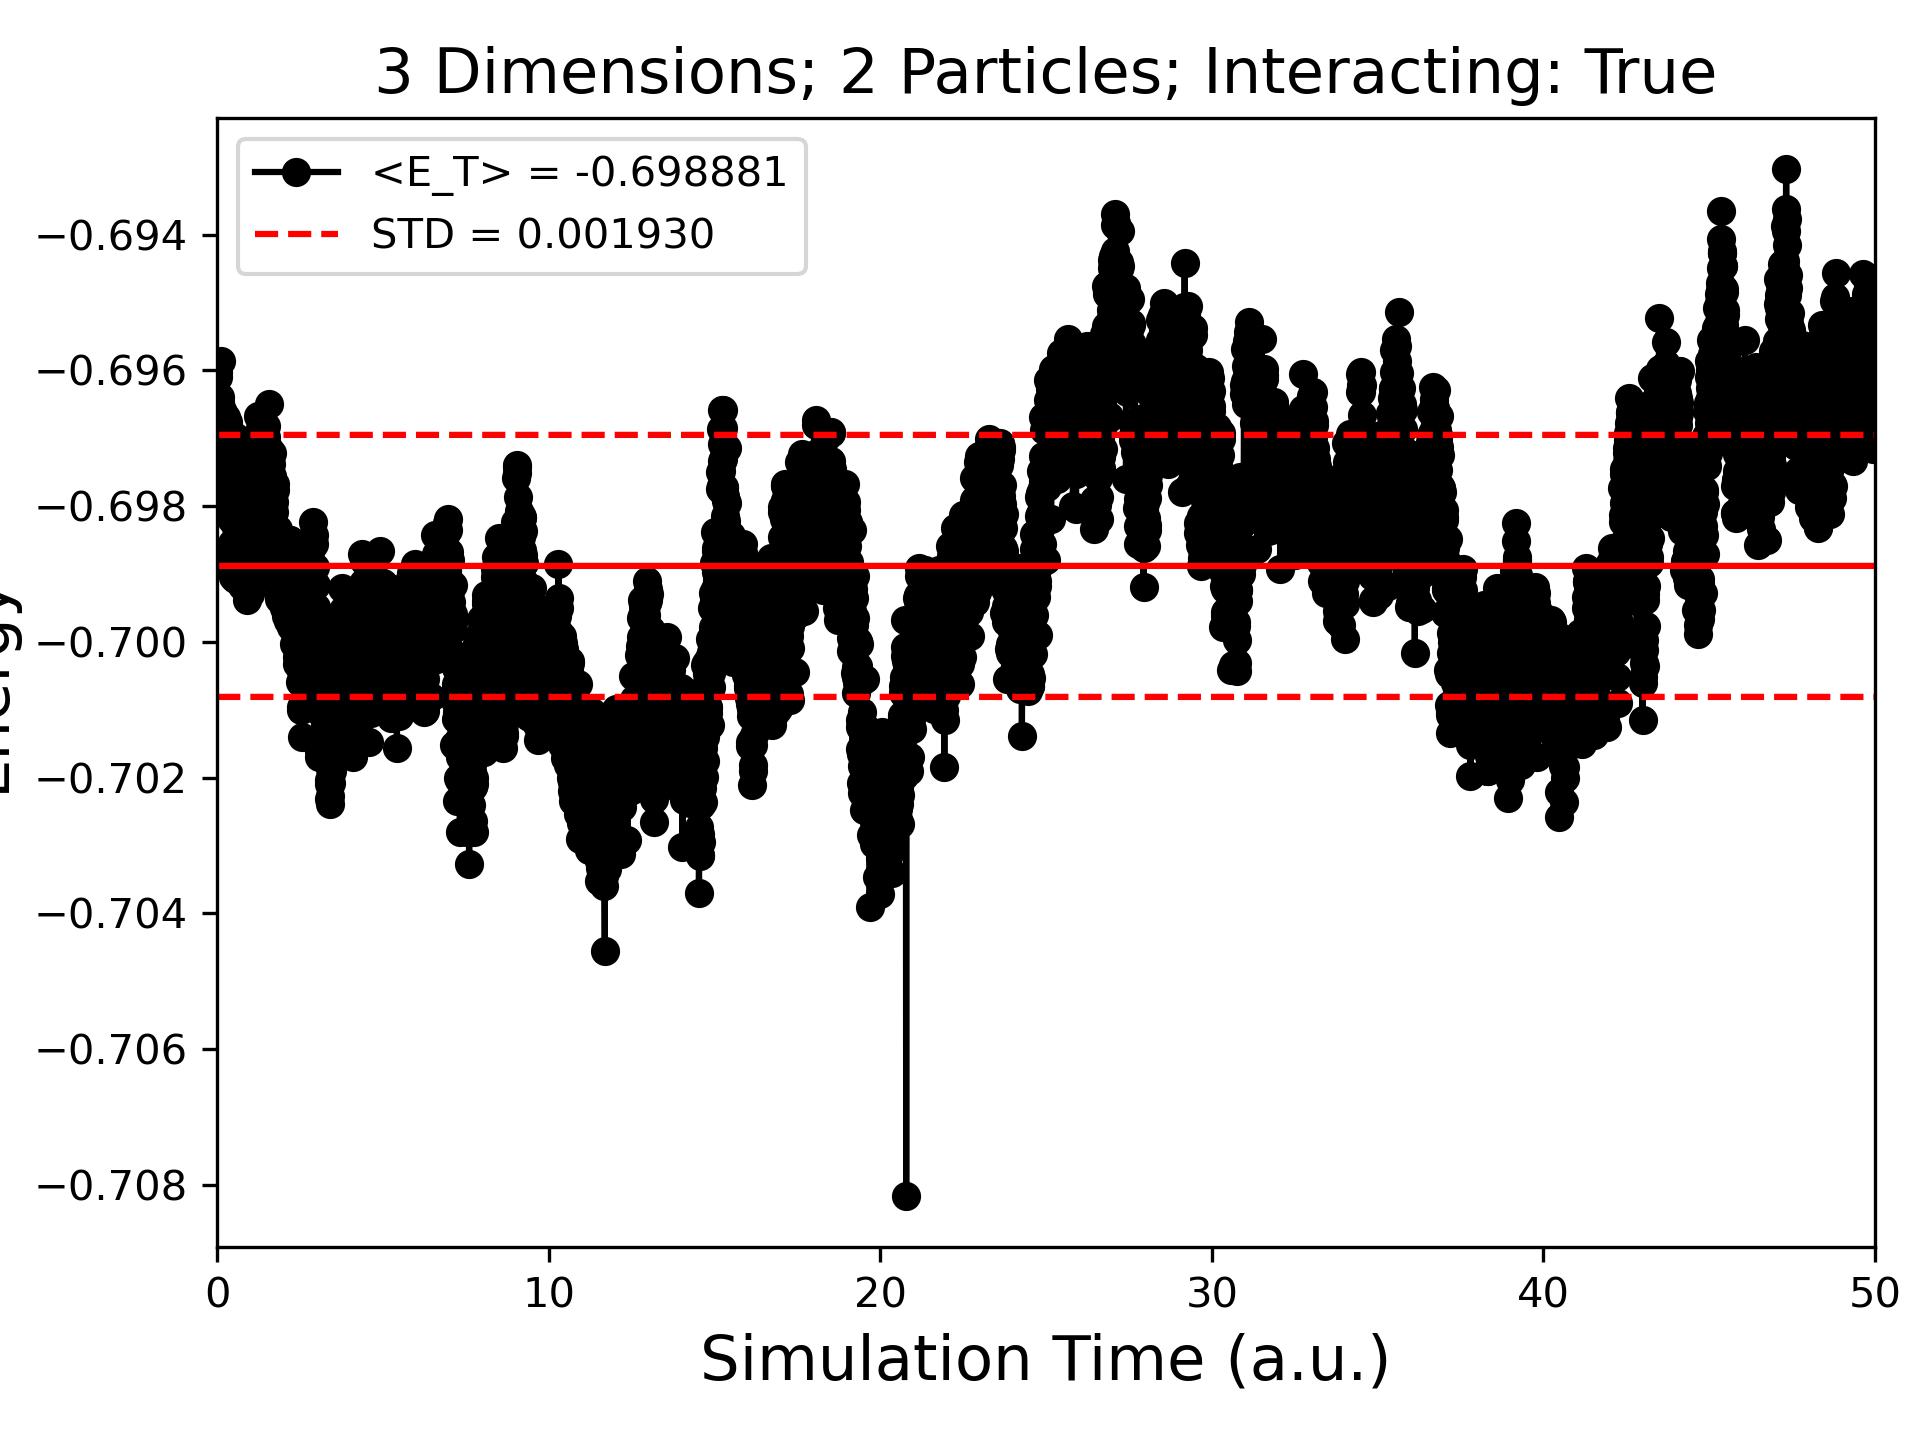 3 Dimensions; 2 Particles; Interacting: True
<E_T> = -0.698881
STD = 0.001930
−0.694
−0.696
−0.698
−0.700
−0.702
−0.704
−0.706
−0.708
Energy
0 10 20 30 40 50
Simulation Time (a.u.)